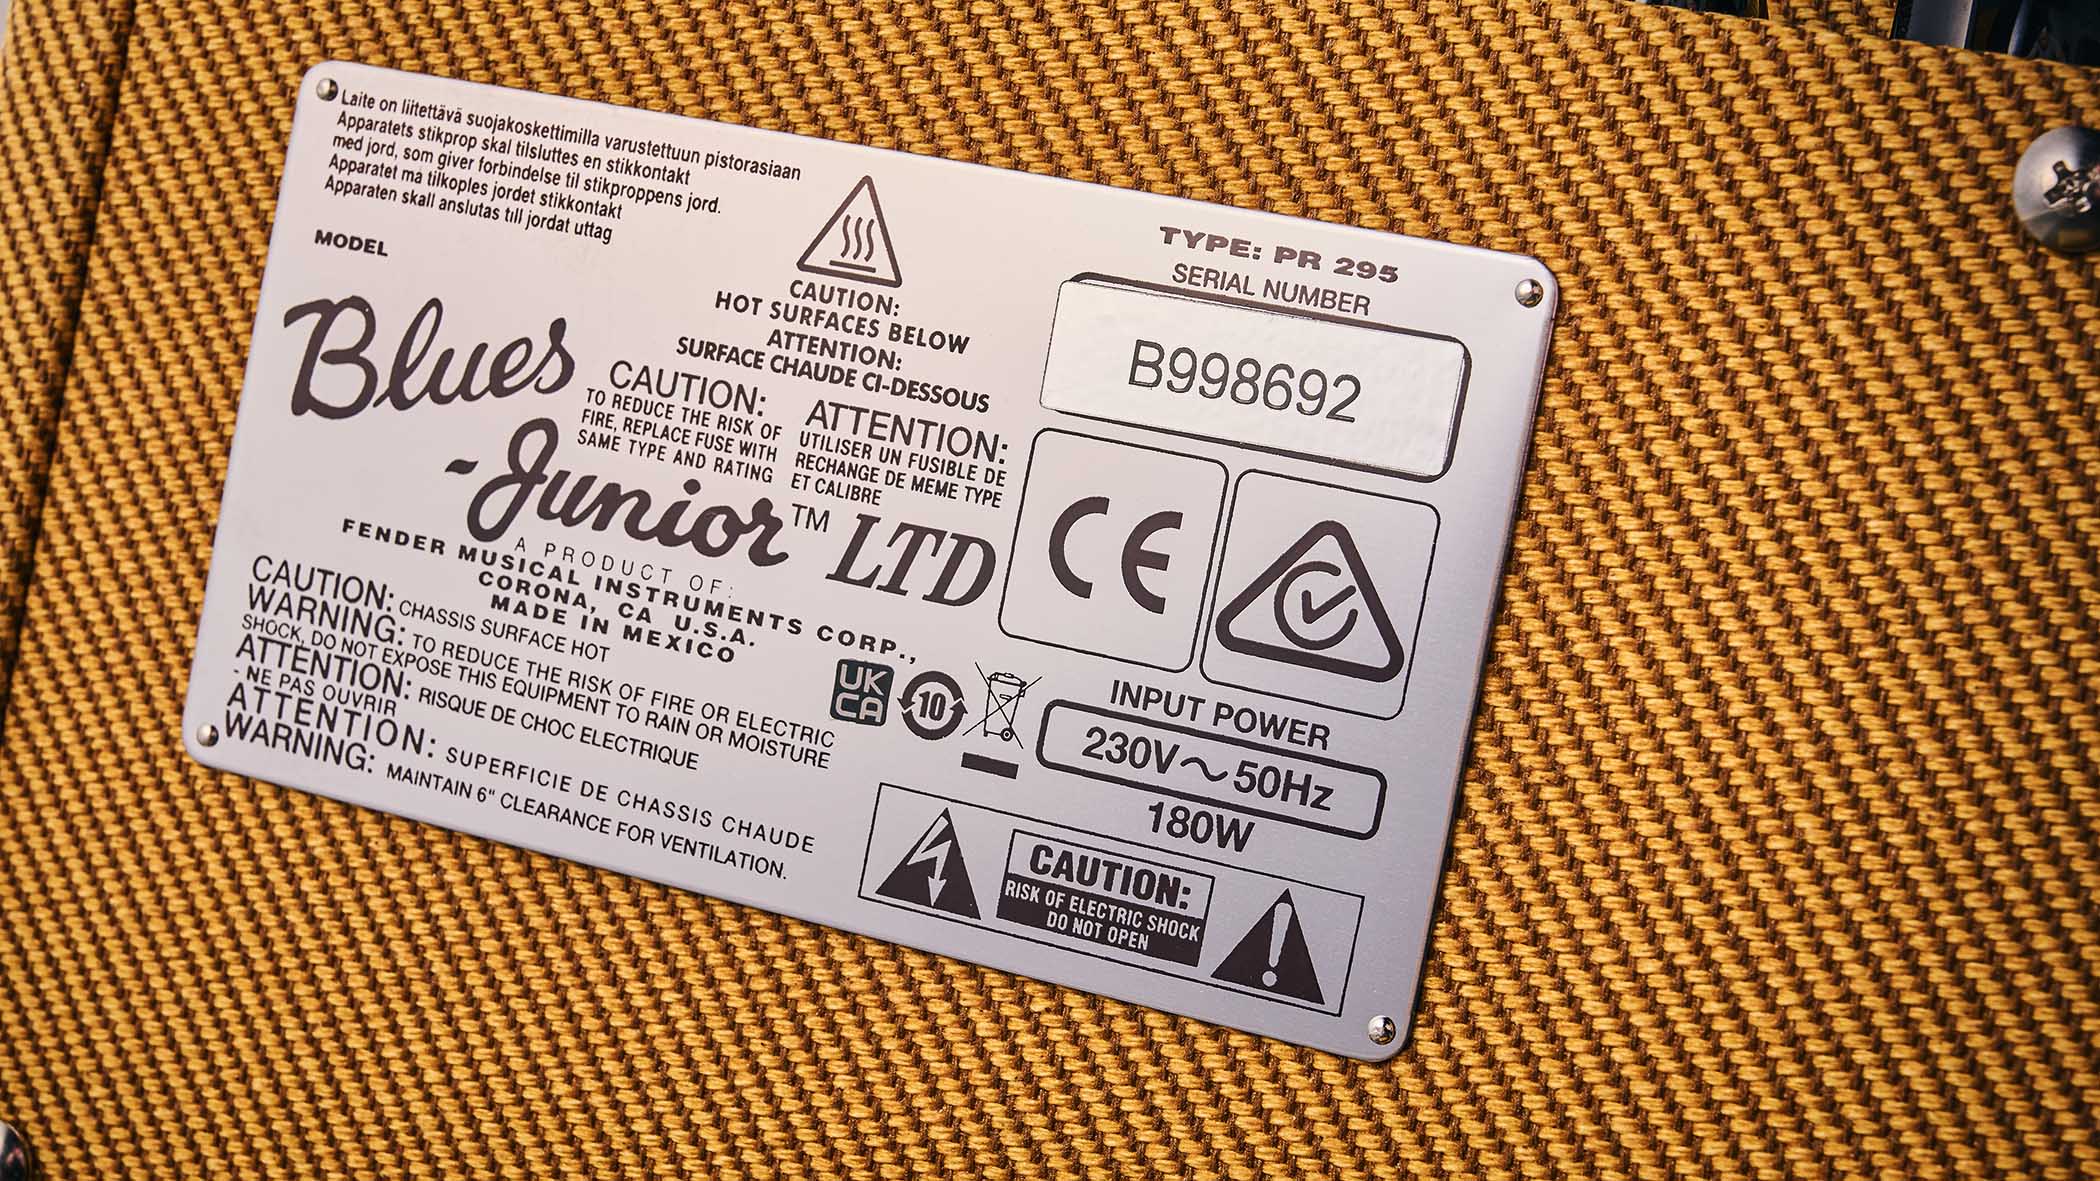 Laite on liitettävä suojakoskettimilla varustettuun pistorasiaan
Apparatets stikprop skal tilsluttes en stikkontakt
med jord, som giver forbindelse til stikproppens jord.
Apparatet må tilkoples jordet stikkontakt
Apparaten skall anslutas till jordat uttag
MODEL
Blues
-Junior™ LTD
CAUTION:
HOT SURFACES BELOW
ATTENTION:
SURFACE CHAUDE CI-DESSOUS
CAUTION:
TO REDUCE THE RISK OF
FIRE, REPLACE FUSE WITH
SAME TYPE AND RATING
ATTENTION:
UTILISER UN FUSIBLE DE
RECHANGE DE MEME TYPE
ET CALIBRE
A PRODUCT OF:
FENDER MUSICAL INSTRUMENTS CORP.,
CORONA, CA U.S.A.
MADE IN MEXICO
CAUTION: CHASSIS SURFACE HOT
WARNING: TO REDUCE THE RISK OF FIRE OR ELECTRIC
SHOCK, DO NOT EXPOSE THIS EQUIPMENT TO RAIN OR MOISTURE
ATTENTION: RISQUE DE CHOC ELECTRIQUE
- NE PAS OUVRIR
ATTENTION: SUPERFICIE DE CHASSIS CHAUDE
WARNING: MAINTAIN 6" CLEARANCE FOR VENTILATION.
TYPE: PR 295
SERIAL NUMBER
B998692
CE
UK
CA
10
INPUT POWER
230V~50Hz
180W
CAUTION:
RISK OF ELECTRIC SHOCK
DO NOT OPEN